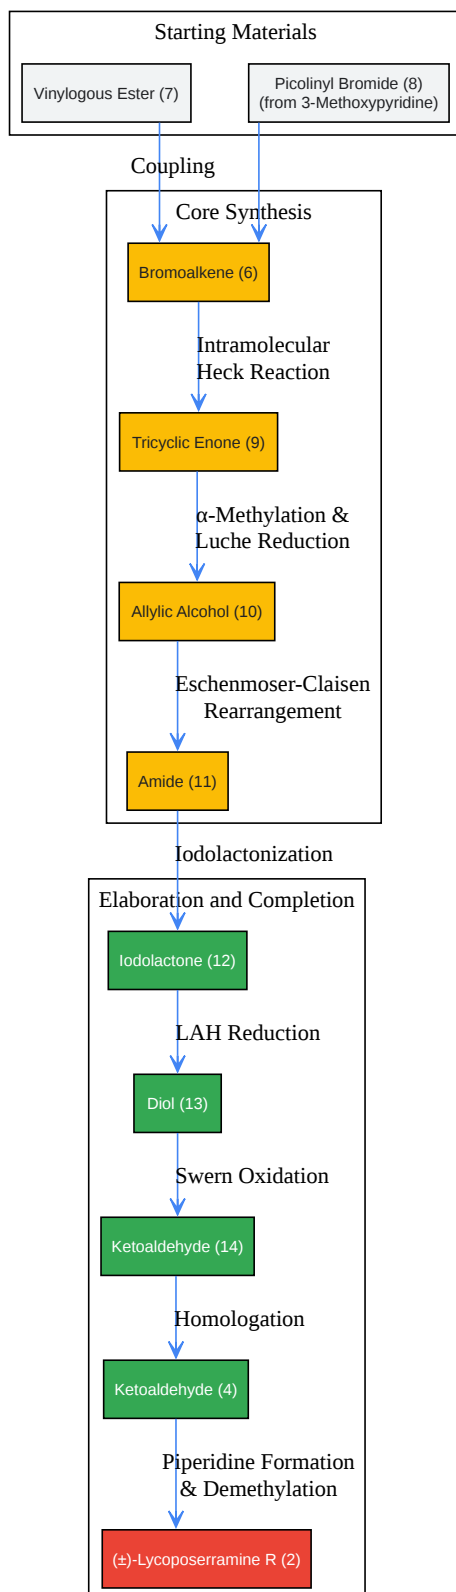 Starting Materials
Vinylogous Ester (7)
Picolinyl Bromide (8)
(from 3-Methoxypyridine)
Coupling
Core Synthesis
Bromoalkene (6)
Intramolecular
Heck Reaction
Tricyclic Enone (9)
α-Methylation &
Luche Reduction
Allylic Alcohol (10)
Eschenmoser-Claisen
Rearrangement
Amide (11)
Iodolactonization
Elaboration and Completion
Iodolactone (12)
LAH Reduction
Diol (13)
Swern Oxidation
Ketoaldehyde (14)
Homologation
Ketoaldehyde (4)
Piperidine Formation
& Demethylation
(±)-Lycoposerramine R (2)